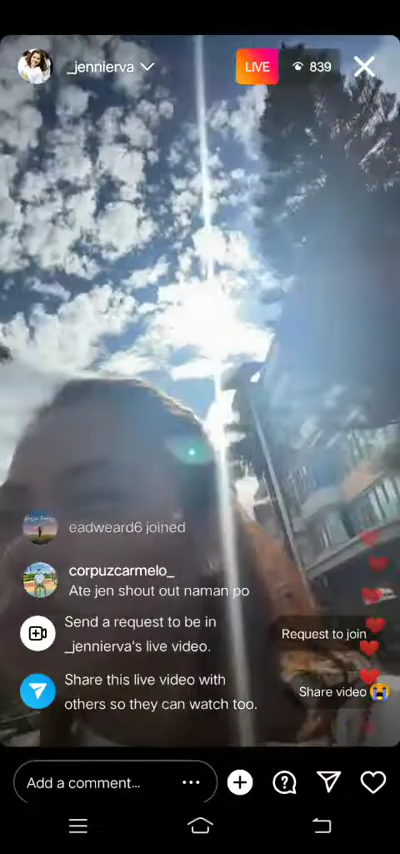 _jennierva
LIVE
839
eadweard6 joined
corpuzcarmelo_
Ate jen shout out naman po
Send a request to be in
_jennierva's live video.
Request to join
Share this live video with
others so they can watch too.
Share video
Add a comment...